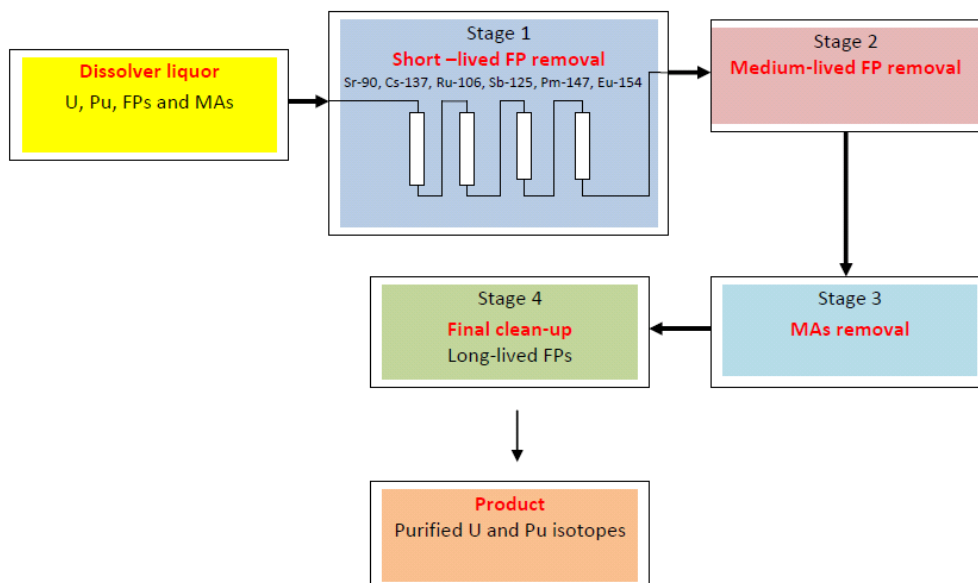 Dissolver liquor
U, Pu, FPs and MAs
Stage 1
Short –lived FP removal
Sr-90, Cs-137, Ru-106, Sb-125, Pm-147, Eu-154
Stage 2
Medium-lived FP removal
Stage 3
MAs removal
Stage 4
Final clean-up
Long-lived FPs
Product
Purified U and Pu isotopes